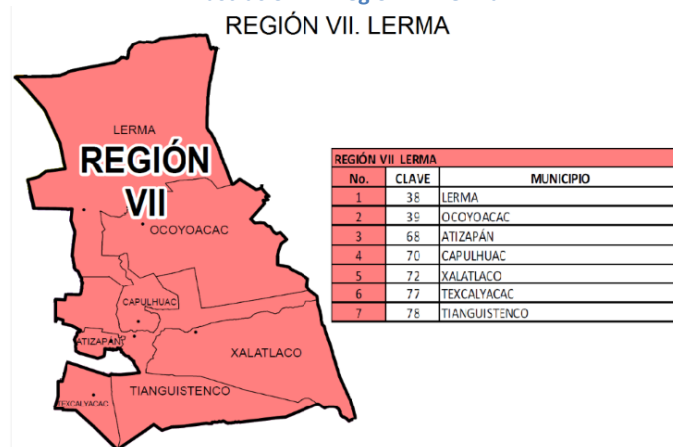 REGIÓN VII. LERMA
LERMA
REGIÓN
VII
OCOYOACAC
CAPULHUAC
ATIZAPÁN
XALATLACO
TIANGUISTENCO
TEXCALYACAC
REGIÓN VII LERMA
No. CLAVE MUNICIPIO
1 38 LERMA
2 39 OCOYOACAC
3 68 ATIZAPÁN
4 70 CAPULHUAC
5 72 XALATLACO
6 77 TEXCALYACAC
7 78 TIANGUISTENCO